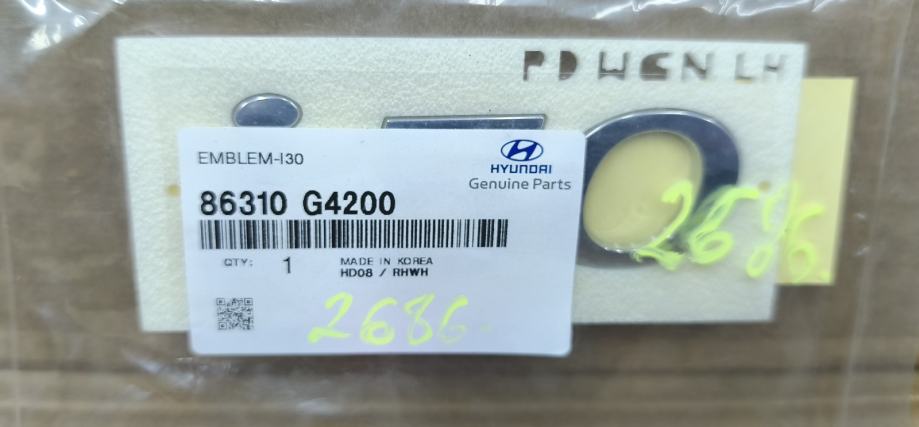 PD WGN LH
i30
EMBLEM-I30
HYUNDAI
Genuine Parts
86310 G4200
QTY: 1
MADE IN KOREA
HD08 / RHWH
2686
2686